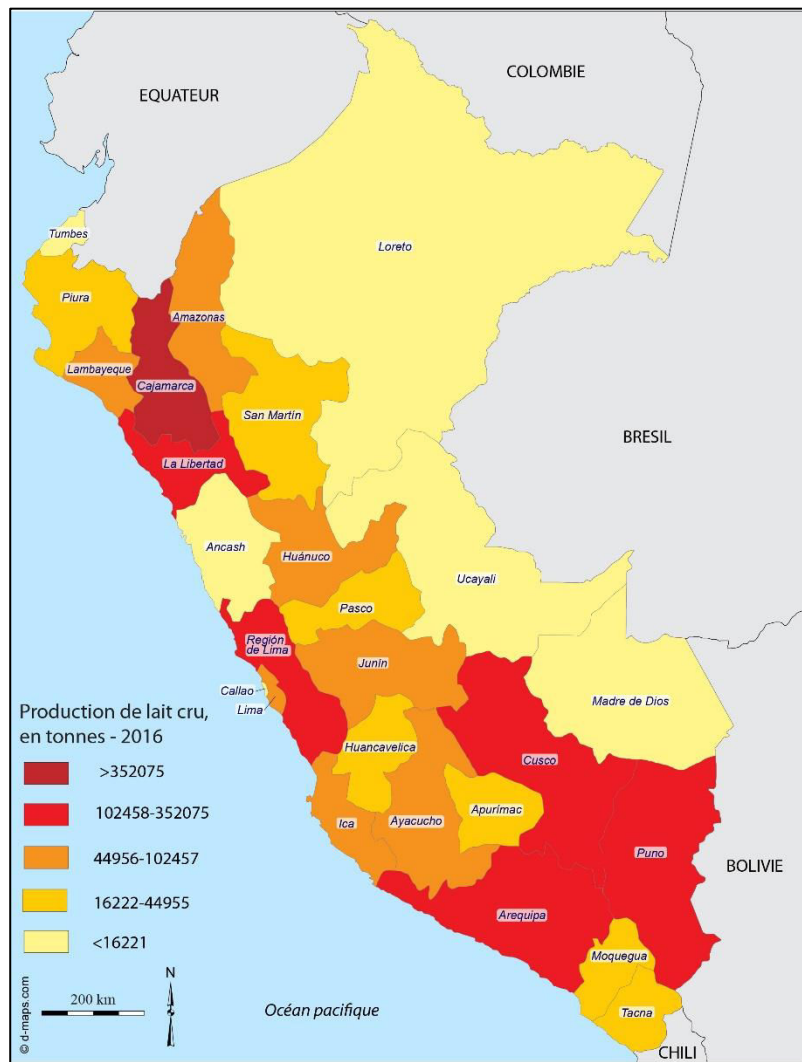 COLOMBIE
EQUATEUR
Tumbes
Loreto
Piura
Amazonas
Lambayeque
Cajamarca
San Martín
BRESIL
La Libertad
Ancash
Huánuco
Ucayali
Pasco
Région
de Lima
Junín
Callao
Lima
Madre de Dios
Huancavelica
Cusco
Apurímac
Ica
Ayacucho
Puno
BOLIVIE
Arequipa
Moquegua
Tacna
CHILI
Océan pacifique
Production de lait cru,
en tonnes - 2016
>352075
102458-352075
44956-102457
16222-44955
<16221
N
200 km
© d-maps.com